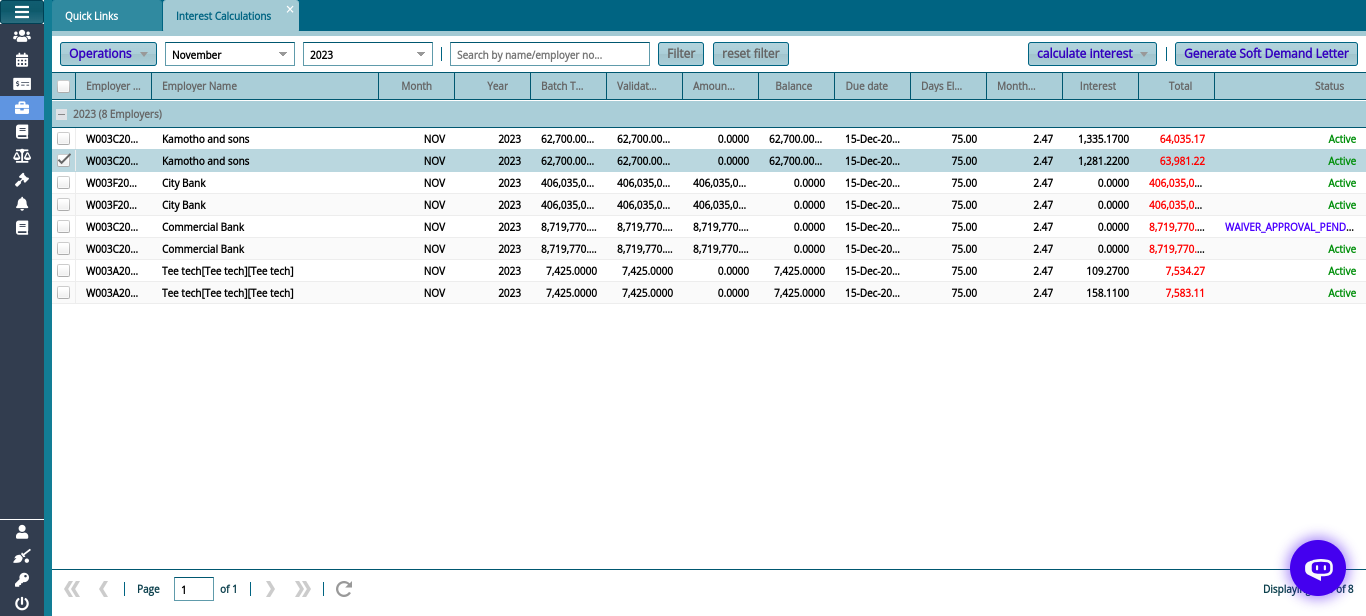 Quick Links Interest Calculations
Operations November 2023 Search by name/employer no... Filter reset filter calculate interest Generate Soft Demand Letter
Employer ... Employer Name Month Year Batch T... Validat... Amoun... Balance Due date Days El... Month... Interest Total Status
2023 (8 Employers)
W003C20... Kamotho and sons NOV 2023 62,700.00... 62,700.00... 0.0000 62,700.00... 15-Dec-20... 75.00 2.47 1,335.1700 64,035.17 Active
W003C20... Kamotho and sons NOV 2023 62,700.00... 62,700.00... 0.0000 62,700.00... 15-Dec-20... 75.00 2.47 1,281.2200 63,981.22 Active
W003F20... City Bank NOV 2023 406,035,0... 406,035,0... 406,035,0... 0.0000 15-Dec-20... 75.00 2.47 0.0000 406,035,0... Active
W003F20... City Bank NOV 2023 406,035,0... 406,035,0... 406,035,0... 0.0000 15-Dec-20... 75.00 2.47 0.0000 406,035,0... Active
W003C20... Commercial Bank NOV 2023 8,719,770.... 8,719,770.... 8,719,770.... 0.0000 15-Dec-20... 75.00 2.47 0.0000 8,719,770.... WAIVER_APPROVAL_PEND...
W003C20... Commercial Bank NOV 2023 8,719,770.... 8,719,770.... 8,719,770.... 0.0000 15-Dec-20... 75.00 2.47 0.0000 8,719,770.... Active
W003A20... Tee tech[Tee tech][Tee tech] NOV 2023 7,425.0000 7,425.0000 0.0000 7,425.0000 15-Dec-20... 75.00 2.47 109.2700 7,534.27 Active
W003A20... Tee tech[Tee tech][Tee tech] NOV 2023 7,425.0000 7,425.0000 0.0000 7,425.0000 15-Dec-20... 75.00 2.47 158.1100 7,583.11 Active
Page 1 of 1 of 8